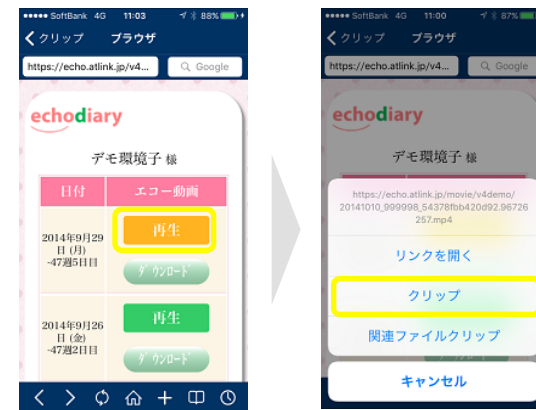 SoftBank 4G 11:03 88%
クリップ ブラウザ
https://echo.atlink.jp/v4... Google
echodiary
デモ環境子 様
日付 エコー動画
2014年9月29
日 (月)
-47週5日目
再生
ダウンロード
2014年9月26
日 (金)
-47週2日目
再生
ダウンロード
SoftBank 4G 11:00 87%
クリップ ブラウザ
https://echo.atlink.jp/v4... Google
echodiary
デモ環境子 様
https://echo.atlink.jp/movie/v4demo/
20141010_999998_54378fbb420d92.96726
257.mp4
リンクを開く
クリップ
関連ファイルクリップ
キャンセル